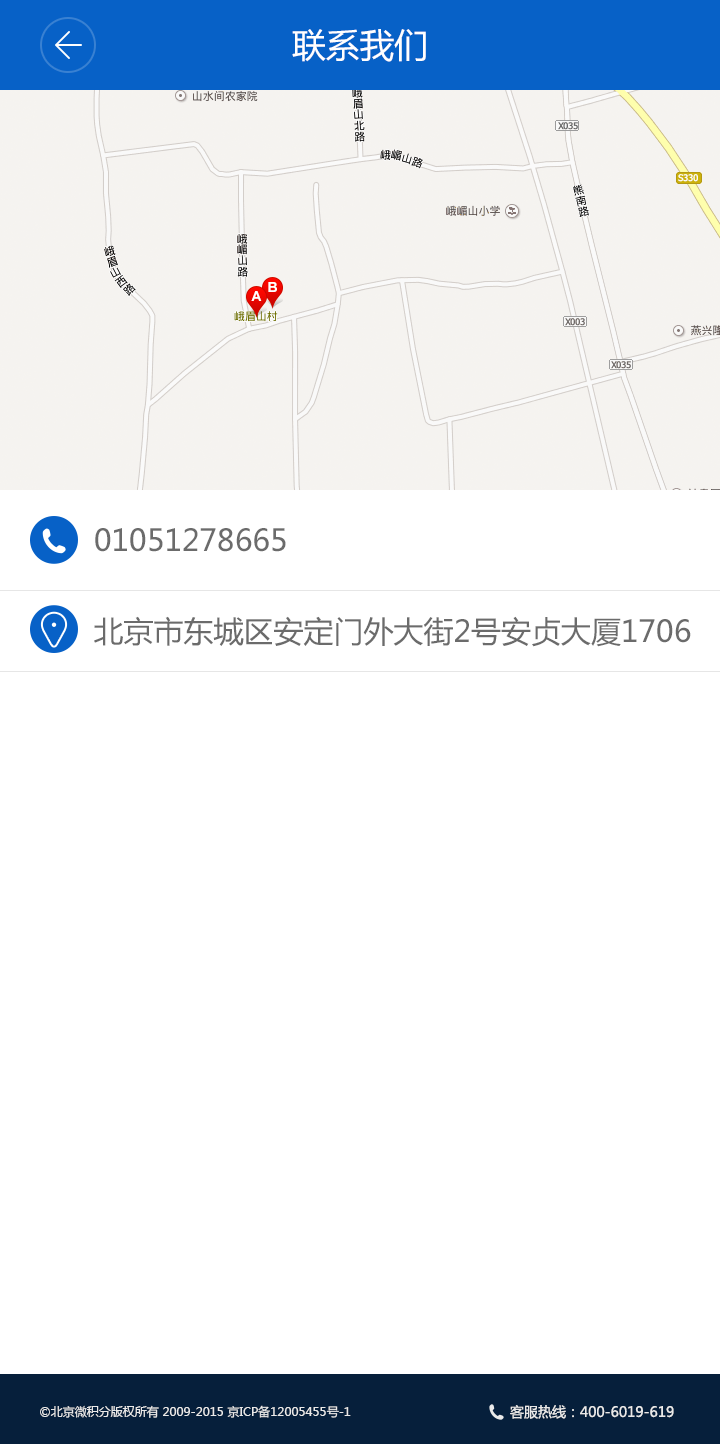 联系我们
山水间农家院
峨眉山北路
X035
峨嵋山路
S330
熊南路
峨嵋山小学
峨嵋山路
峨眉山西路
A
B
峨眉山村
X003
燕兴隆
X035
01051278665
北京市东城区安定门外大街2号安贞大厦1706
©北京微积分版权所有 2009-2015 京ICP备12005455号-1
客服热线：400-6019-619